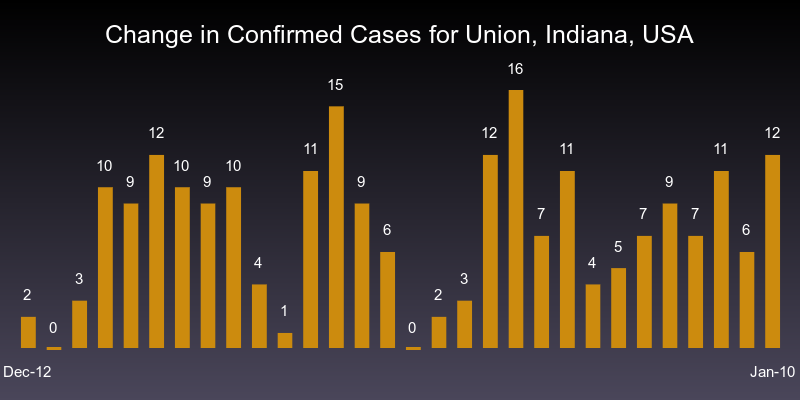 Change in Confirmed Cases for Union, Indiana, USA
2 0 3 10 9 12 10 9 10 4 1 11 15 9 6 0 2 3 12 16 7 11 4 5 7 9 7 11 6 12
Dec-12 Jan-10